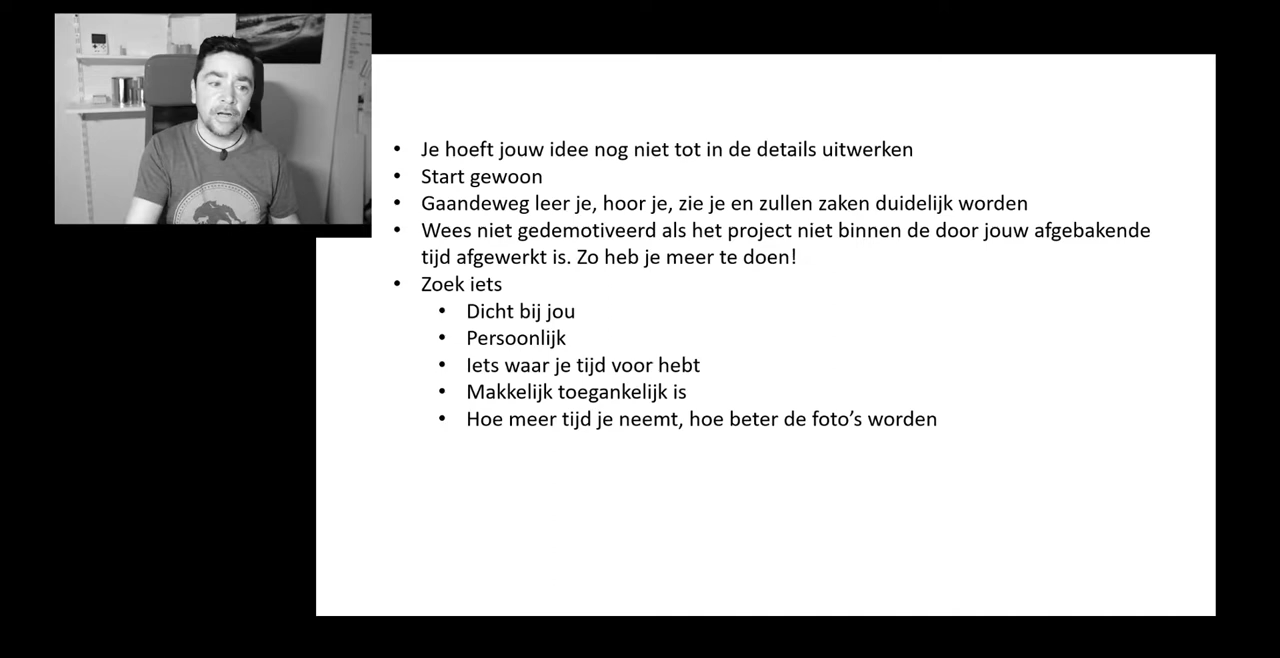 Je hoeft jouw idee nog niet tot in de details uitwerken
Start gewoon
Gaandeweg leer je, hoor je, zie je en zullen zaken duidelijk worden
Wees niet gedemotiveerd als het project niet binnen de door jouw afgebakende
tijd afgewerkt is. Zo heb je meer te doen!
Zoek iets
Dicht bij jou
Persoonlijk
Iets waar je tijd voor hebt
Makkelijk toegankelijk is
Hoe meer tijd je neemt, hoe beter de foto’s worden